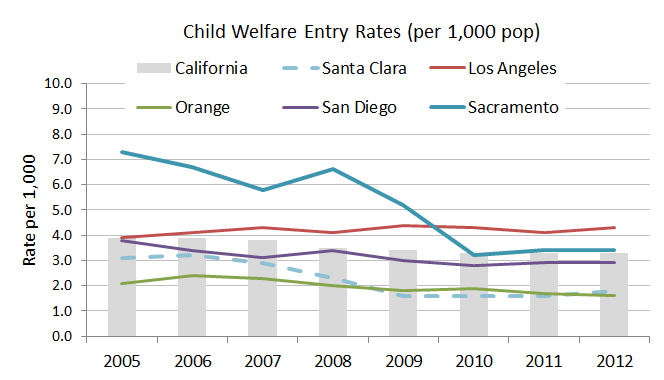 Child Welfare Entry Rates (per 1,000 pop)
California Santa Clara Los Angeles
Orange San Diego Sacramento
10.0
9.0
8.0
7.0
6.0
5.0
4.0
3.0
2.0
1.0
0.0
Rate per 1,000
2005 2006 2007 2008 2009 2010 2011 2012